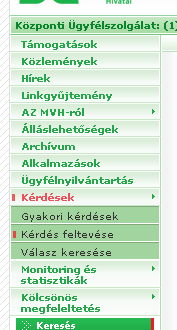 Hivatal
Központi Ügyfélszolgálat: (1)
Támogatások
Közlemények
Hírek
Linkgyűjtemény
AZ MVH-ról
Álláslehetőségek
Archívum
Alkalmazások
Ügyfélnyilvántartás
Kérdések
Gyakori kérdések
Kérdés feltevése
Válasz keresése
Monitoring és
statisztikák
Kölcsönös
megfeleltetés
Keresés